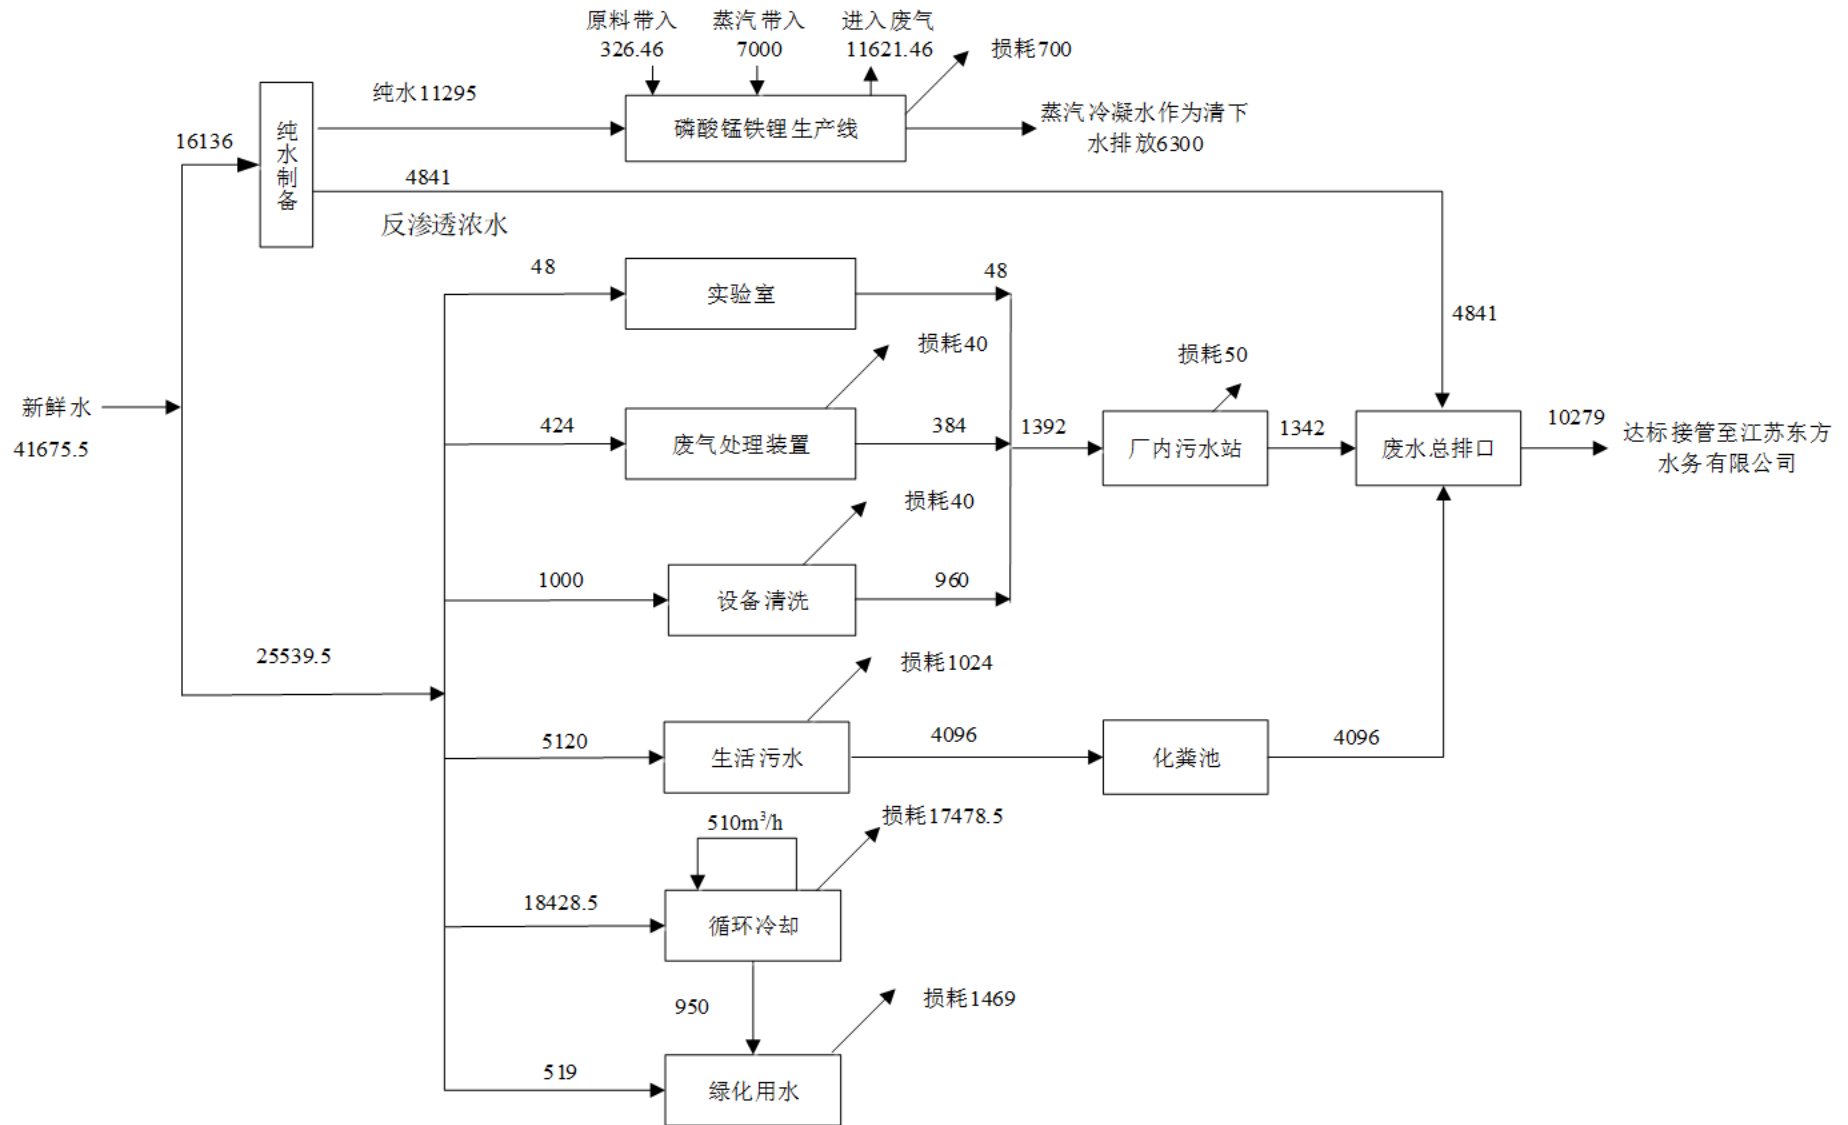 原料带入
326.46
蒸汽带入
7000
进入废气
11621.46
损耗700
纯水11295
磷酸锰铁锂生产线
蒸汽冷凝水作为清下
水排放6300
16136
纯水制备
4841
反渗透浓水
48
实验室
48
4841
损耗40
损耗50
新鲜水
41675.5
424
废气处理装置
384
1392
厂内污水站
1342
废水总排口
10279
达标接管至江苏东方
水务有限公司
损耗40
1000
设备清洗
960
25539.5
损耗1024
5120
生活污水
4096
化粪池
4096
510m³/h
损耗17478.5
18428.5
循环冷却
950
损耗1469
519
绿化用水